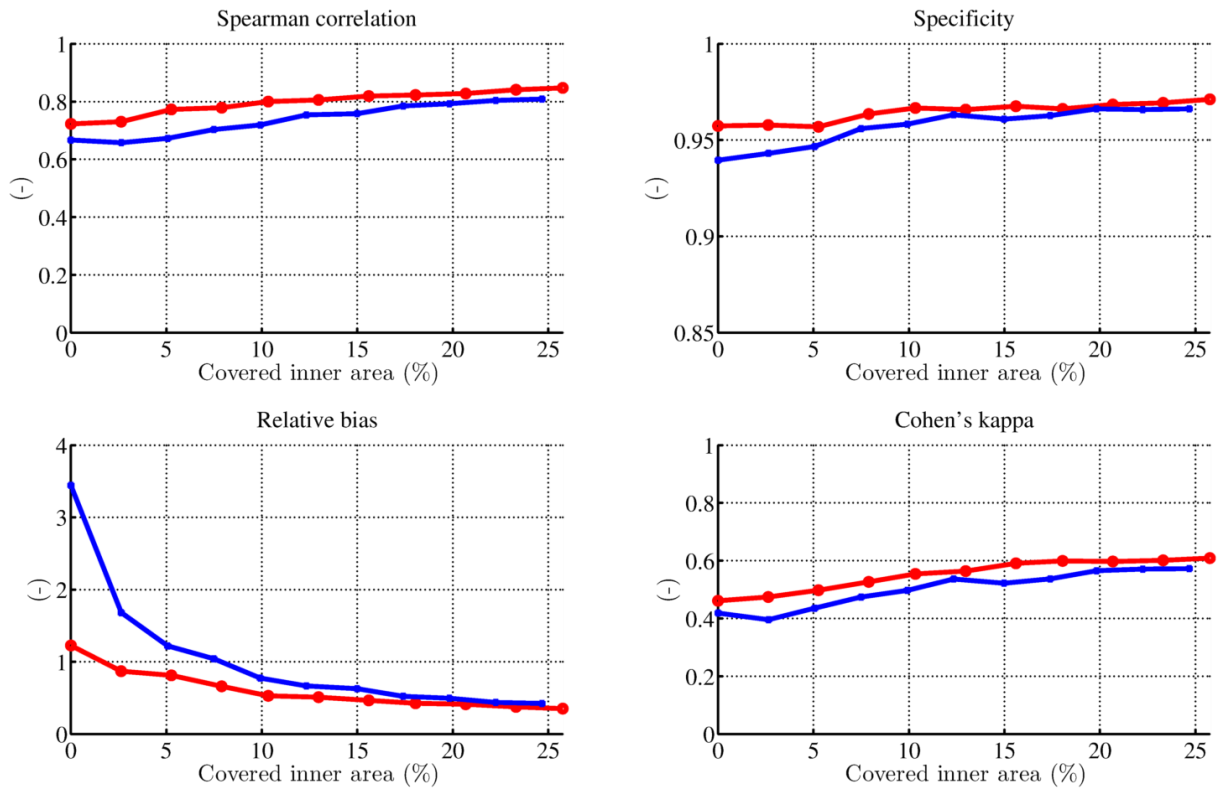 Spearman correlation
1
0.8
0.6
0.4
0.2
0
(-)
0 5 10 15 20 25
Covered inner area (%)
Specificity
1
0.95
0.9
0.85
(-)
0 5 10 15 20 25
Covered inner area (%)
Relative bias
4
3
2
1
0
(-)
0 5 10 15 20 25
Covered inner area (%)
Cohen's kappa
1
0.8
0.6
0.4
0.2
0
(-)
0 5 10 15 20 25
Covered inner area (%)